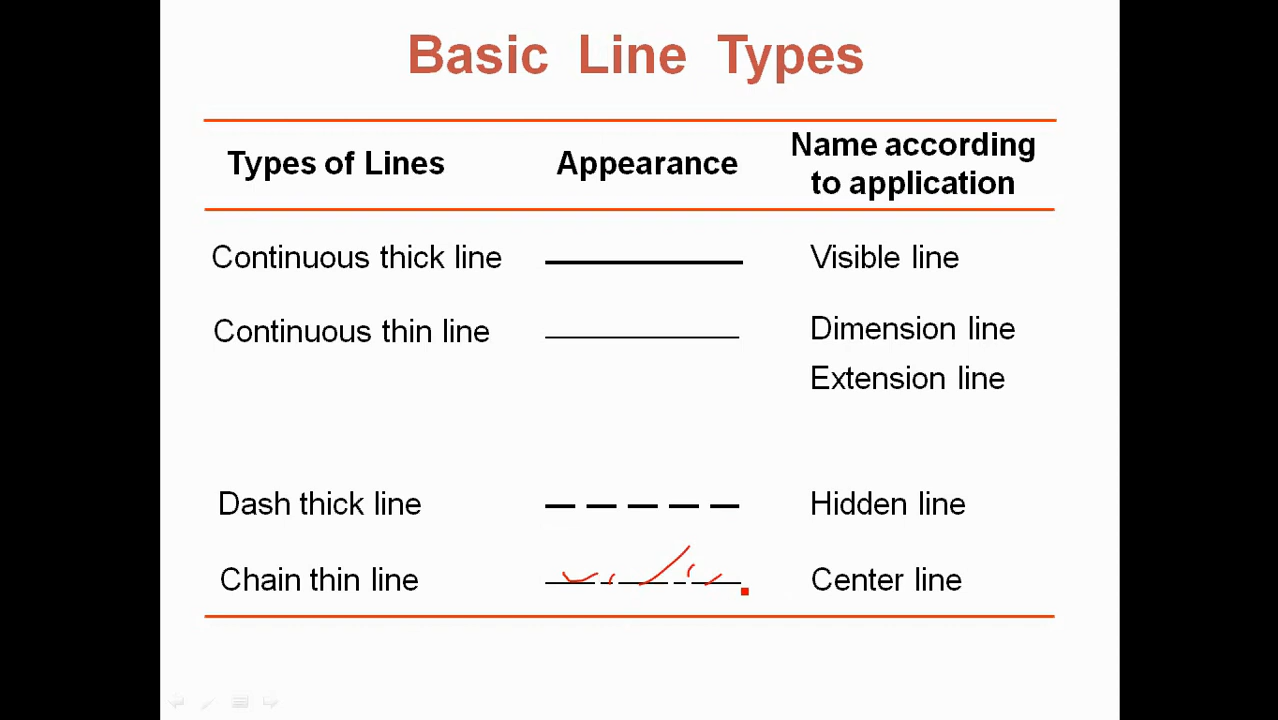 Basic Line Types
Types of Lines Appearance Name according to application
Continuous thick line Visible line
Continuous thin line Dimension line
Extension line
Dash thick line Hidden line
Chain thin line Center line